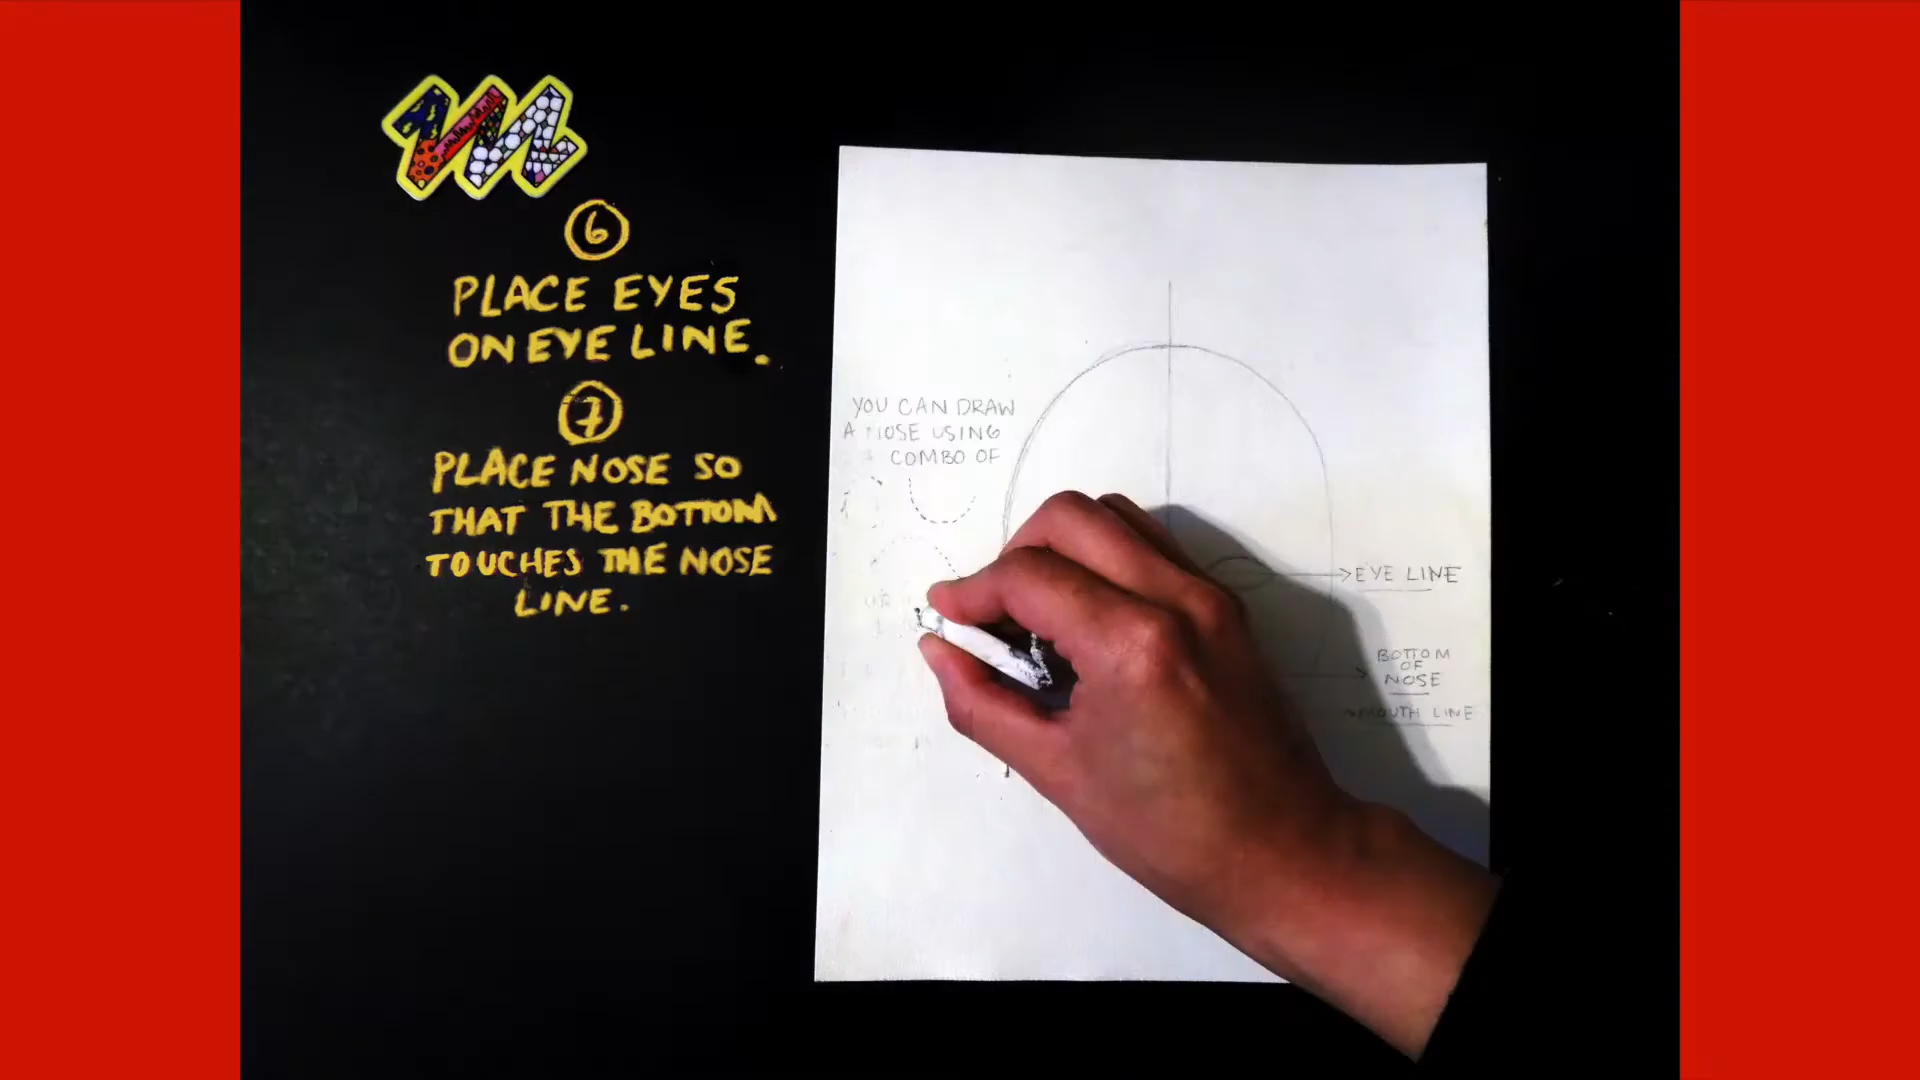 6
PLACE EYES
ON EYE LINE.
7
PLACE NOSE SO
THAT THE BOTTOM
TOUCHES THE NOSE
LINE.
YOU CAN DRAW
A NOSE USING
COMBO OF
EYE LINE
BOTTOM
OF
NOSE
MOUTH LINE